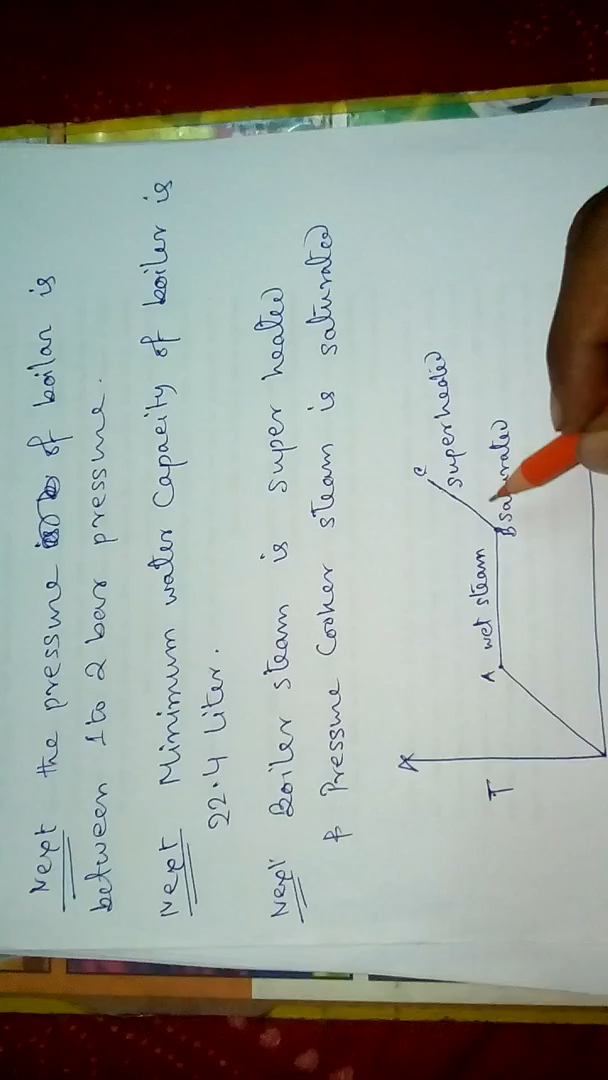 Next the pressure of boilar is
between 1 to 2 bar pressure.
Next Minimum water capacity of boiler is
22.4 liter.
Next Boiler steam is super heated
& Pressure Cooker steam is saturated
T
A wet steam
B saturated
C
superheated